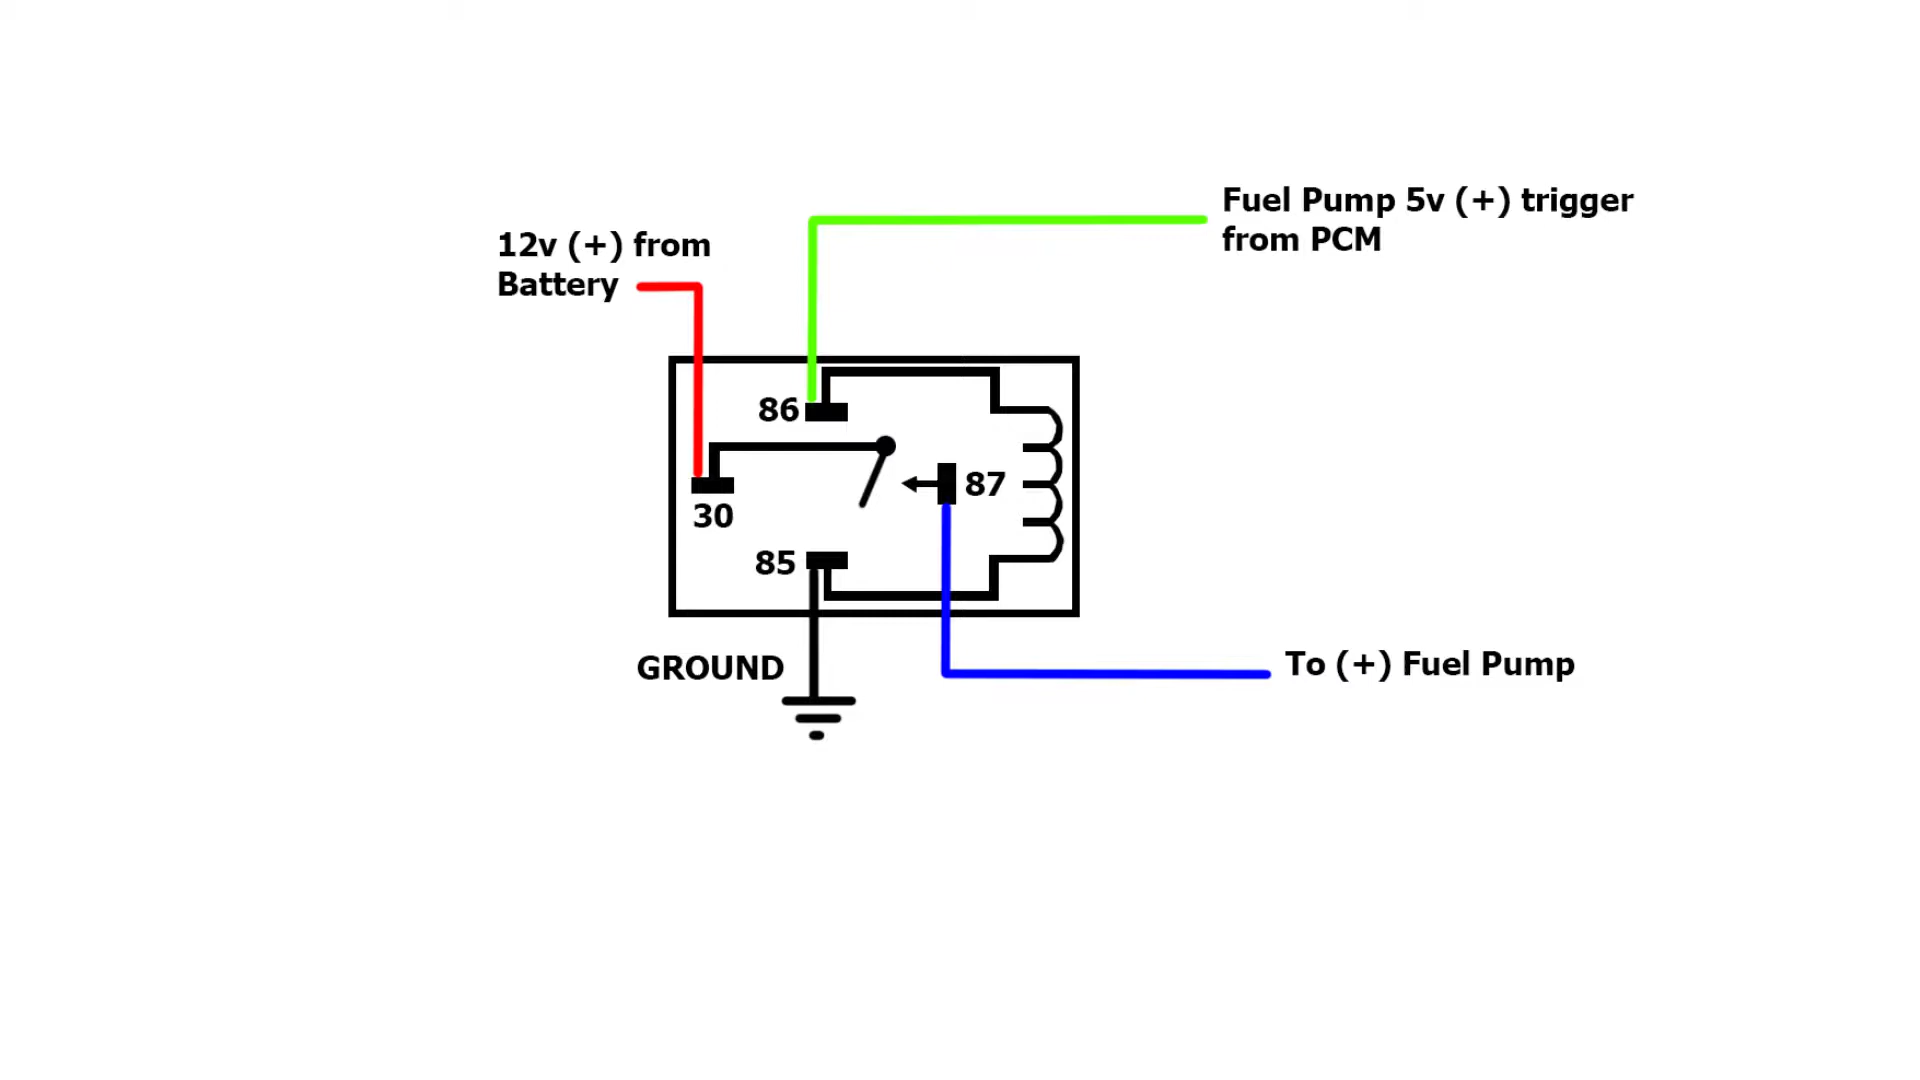 Fuel Pump 5v (+) trigger
from PCM
12v (+) from
Battery
86
87
30
85
GROUND
To (+) Fuel Pump